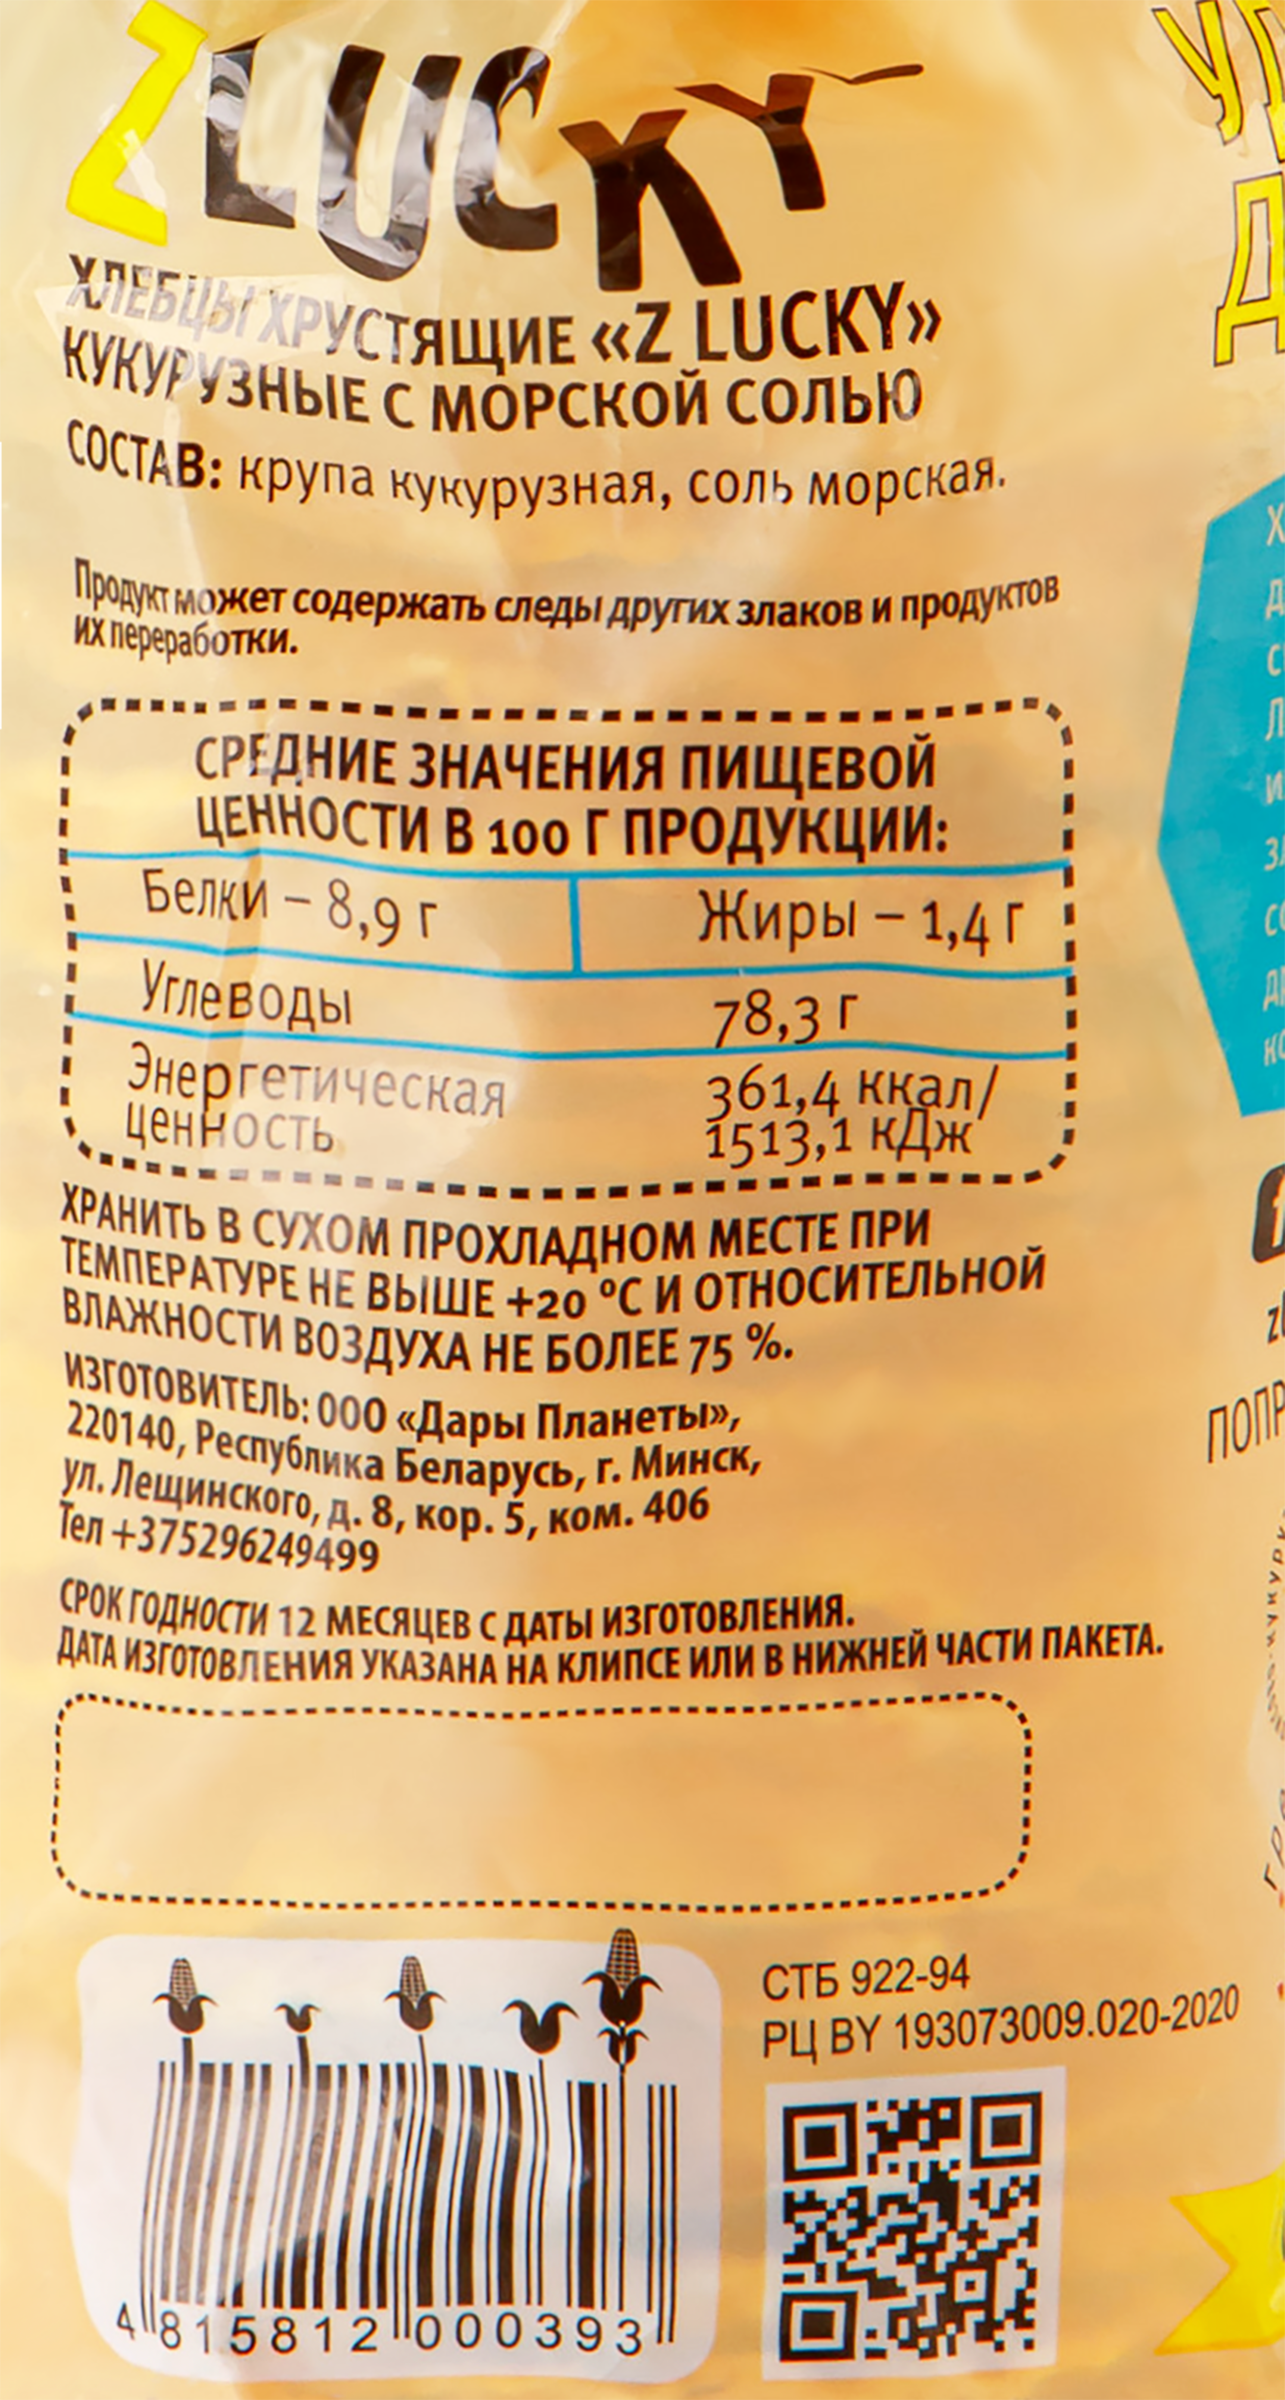 Z LUCKY
ХЛЕБЦЫ ХРУСТЯЩИЕ «Z LUCKY»
КУКУРУЗНЫЕ С МОРСКОЙ СОЛЬЮ
СОСТАВ: крупа кукурузная, соль морская.
Продукт может содержать следы других злаков и продуктов
их переработки.
СРЕДНИЕ ЗНАЧЕНИЯ ПИЩЕВОЙ
ЦЕННОСТИ В 100 Г ПРОДУКЦИИ:
Белки – 8,9 г Жиры – 1,4 г
Углеводы 78,3 г
Энергетическая 361,4 ккал/
ценность 1513,1 кДж
ХРАНИТЬ В СУХОМ ПРОХЛАДНОМ МЕСТЕ ПРИ
ТЕМПЕРАТУРЕ НЕ ВЫШЕ +20 °С И ОТНОСИТЕЛЬНОЙ
ВЛАЖНОСТИ ВОЗДУХА НЕ БОЛЕЕ 75 %.
ИЗГОТОВИТЕЛЬ: ООО «Дары Планеты»,
220140, Республика Беларусь, г. Минск,
ул. Лещинского, д. 8, кор. 5, ком. 406
Тел +375296249499
СРОК ГОДНОСТИ 12 МЕСЯЦЕВ С ДАТЫ ИЗГОТОВЛЕНИЯ.
ДАТА ИЗГОТОВЛЕНИЯ УКАЗАНА НА КЛИПСЕ ИЛИ В НИЖНЕЙ ЧАСТИ ПАКЕТА.
СТБ 922-94
РЦ BY 193073009.020-2020
4 815812 000393